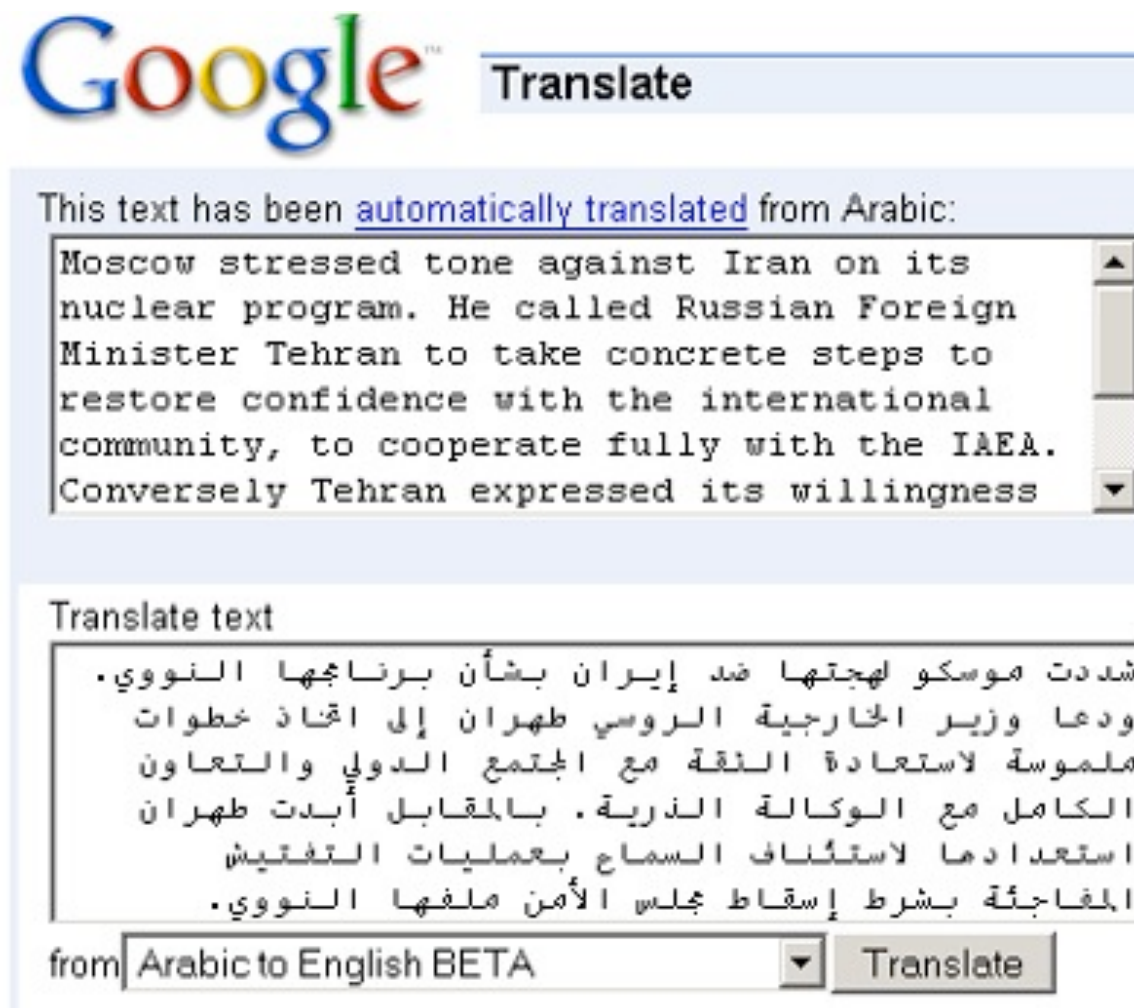 Google™
Translate
This text has been automatically translated from Arabic:
Moscow stressed tone against Iran on its
nuclear program. He called Russian Foreign
Minister Tehran to take concrete steps to
restore confidence with the international
community, to cooperate fully with the IAEA.
Conversely Tehran expressed its willingness
Translate text
شددت موسكو لهجتها ضد إيران بشأن برنامجها النووي.
ودعا وزير الخارجية الروسي طهران إلى اتخاذ خطوات
ملموسة لاستعادة الثقة مع المجتمع الدولي والتعاون
الكامل مع الوكالة الذرية. بالمقابل أبدت طهران
استعدادها لاستئناف السماح بعمليات التفتيش
المفاجئة بشرط إسقاط مجلس الأمن ملفها النووي.
from Arabic to English BETA Translate